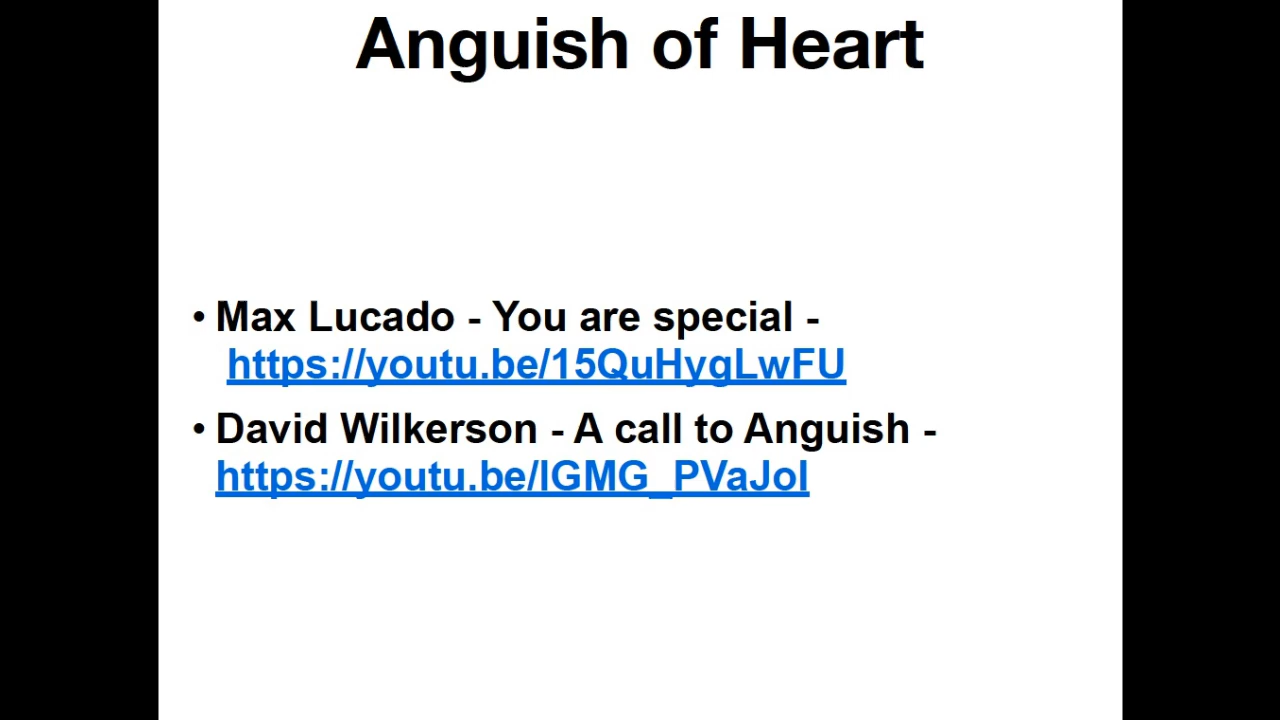 Anguish of Heart
• Max Lucado - You are special -
https://youtu.be/15QuHygLwFU
• David Wilkerson - A call to Anguish -
https://youtu.be/lGMG_PVaJoI